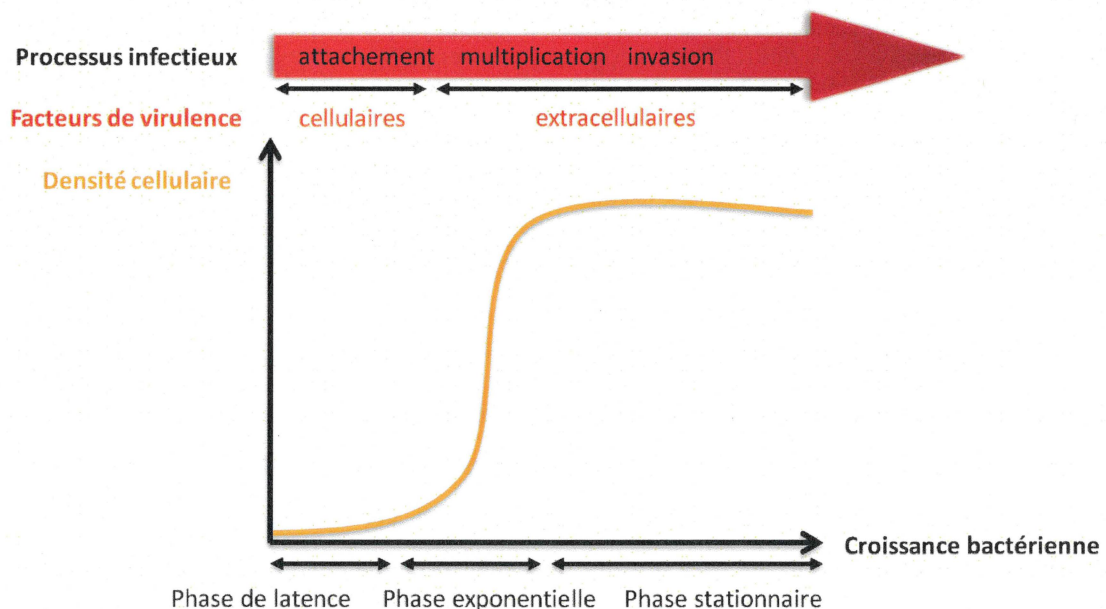 Processus infectieux attachement multiplication invasion
Facteurs de virulence cellulaires extracellulaires
Densité cellulaire
Croissance bactérienne
Phase de latence Phase exponentielle Phase stationnaire